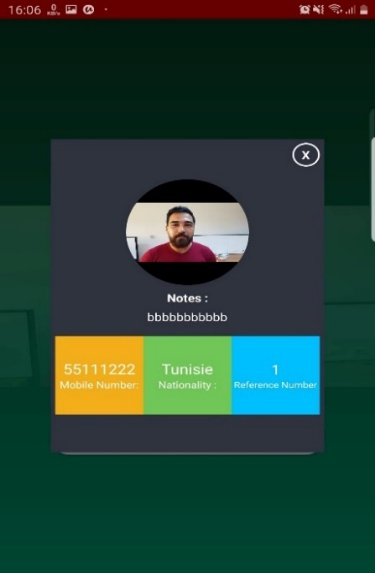 16:06
X
Notes :
bbbbbbbbbbb
55111222
Mobile Number:
Tunisie
Nationality :
1
Reference Number